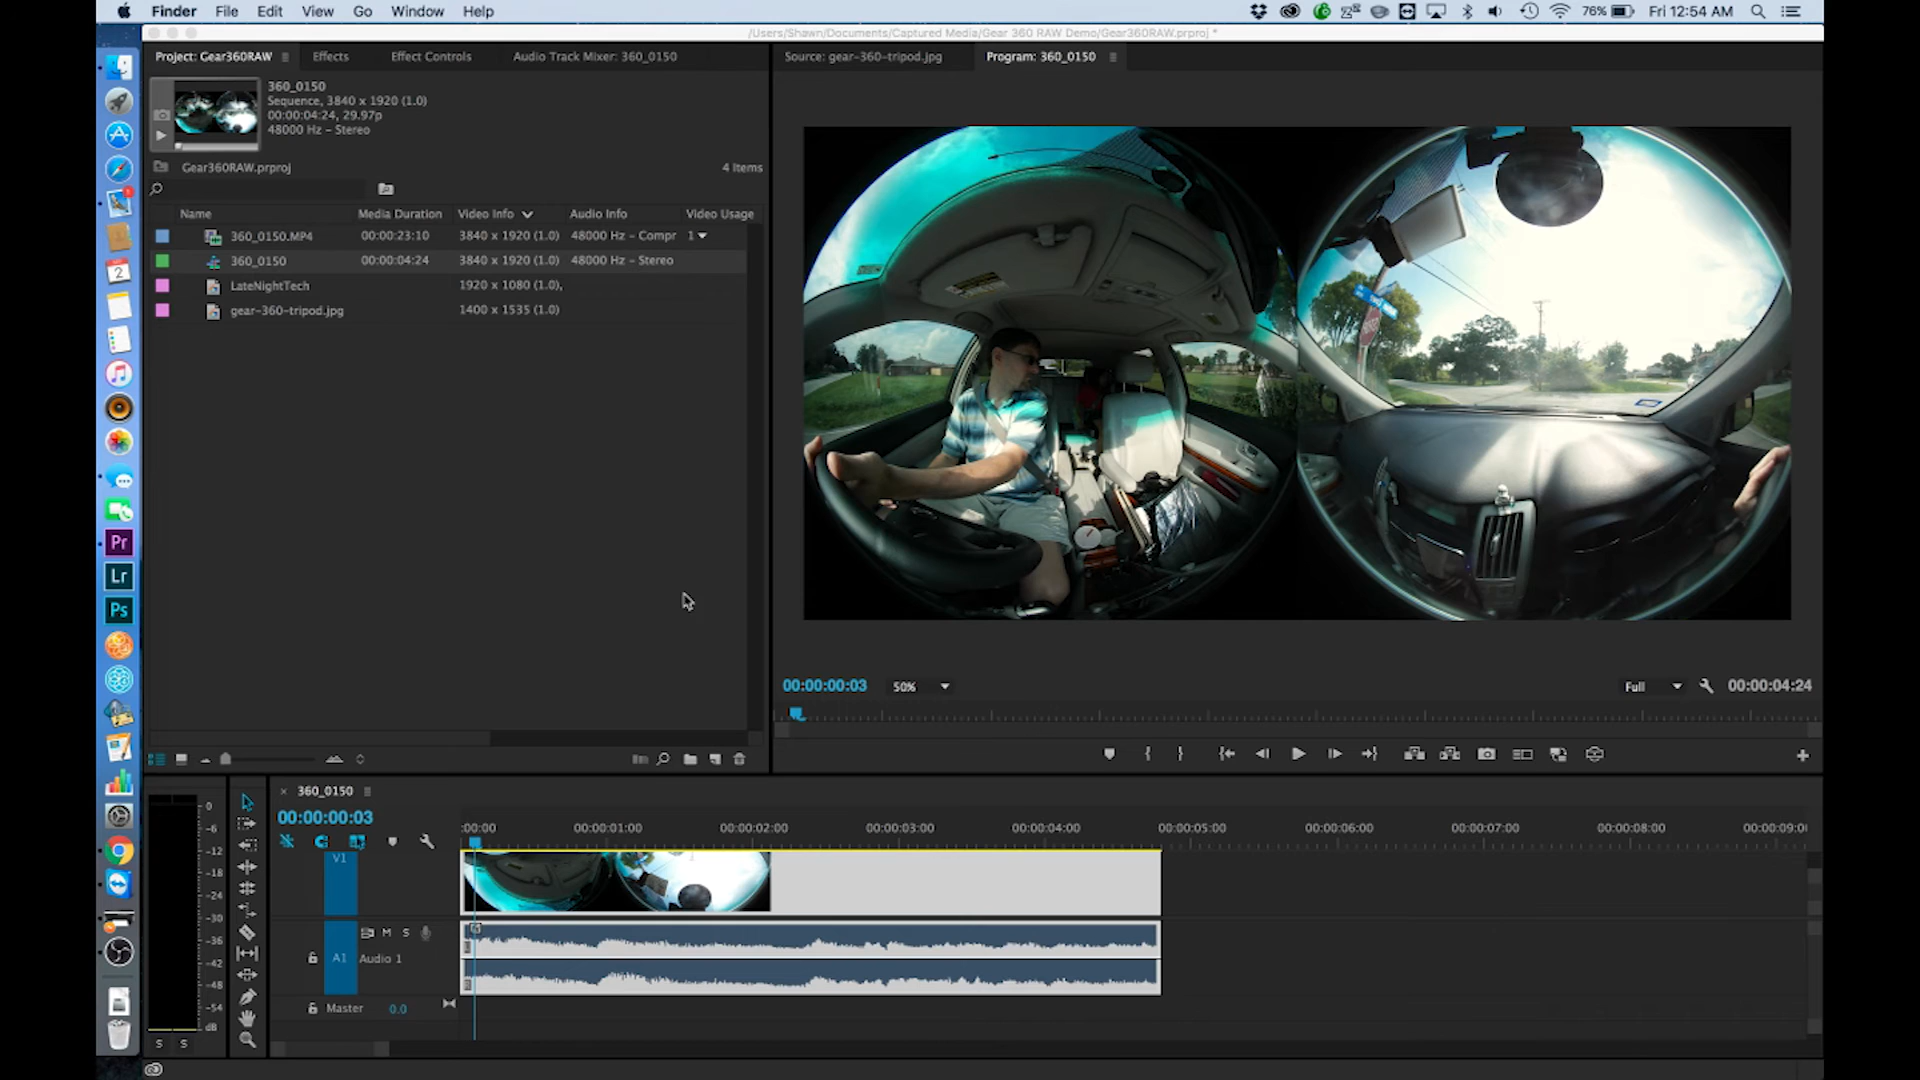 Finder File Edit View Go Window Help 76% Fri 12:54 AM
/Users/Shawn/Documents/Captured Media/Gear 360 RAW Demo/Gear360RAW.prproj *
Project: Gear360RAW Effects Effect Controls Audio Track Mixer: 360_0150 Source: gear-360-tripod.jpg Program: 360_0150
360_0150
Sequence, 3840 x 1920 (1.0)
00:00:04:24, 29.97p
48000 Hz – Stereo
Gear360RAW.prproj 4 Items
Name Media Duration Video Info Audio Info Video Usage
360_0150.MP4 00:00:23:10 3840 x 1920 (1.0) 48000 Hz – Compr 1
360_0150 00:00:04:24 3840 x 1920 (1.0) 48000 Hz – Stereo
LateNightTech 1920 x 1080 (1.0),
gear-360-tripod.jpg 1400 x 1535 (1.0)
2
Pr
Lr
Ps
00:00:00:03 50% Full 00:00:04:24
360_0150
00:00:00:03
:00:00 00:00:01:00 00:00:02:00 00:00:03:00 00:00:04:00 00:00:05:00 00:00:06:00 00:00:07:00 00:00:08:00 00:00:09:0
V1
M S
A1 Audio 1
Master 0.0
0
-6
-12
-18
-24
-30
-36
-42
-48
-54
dB
S S